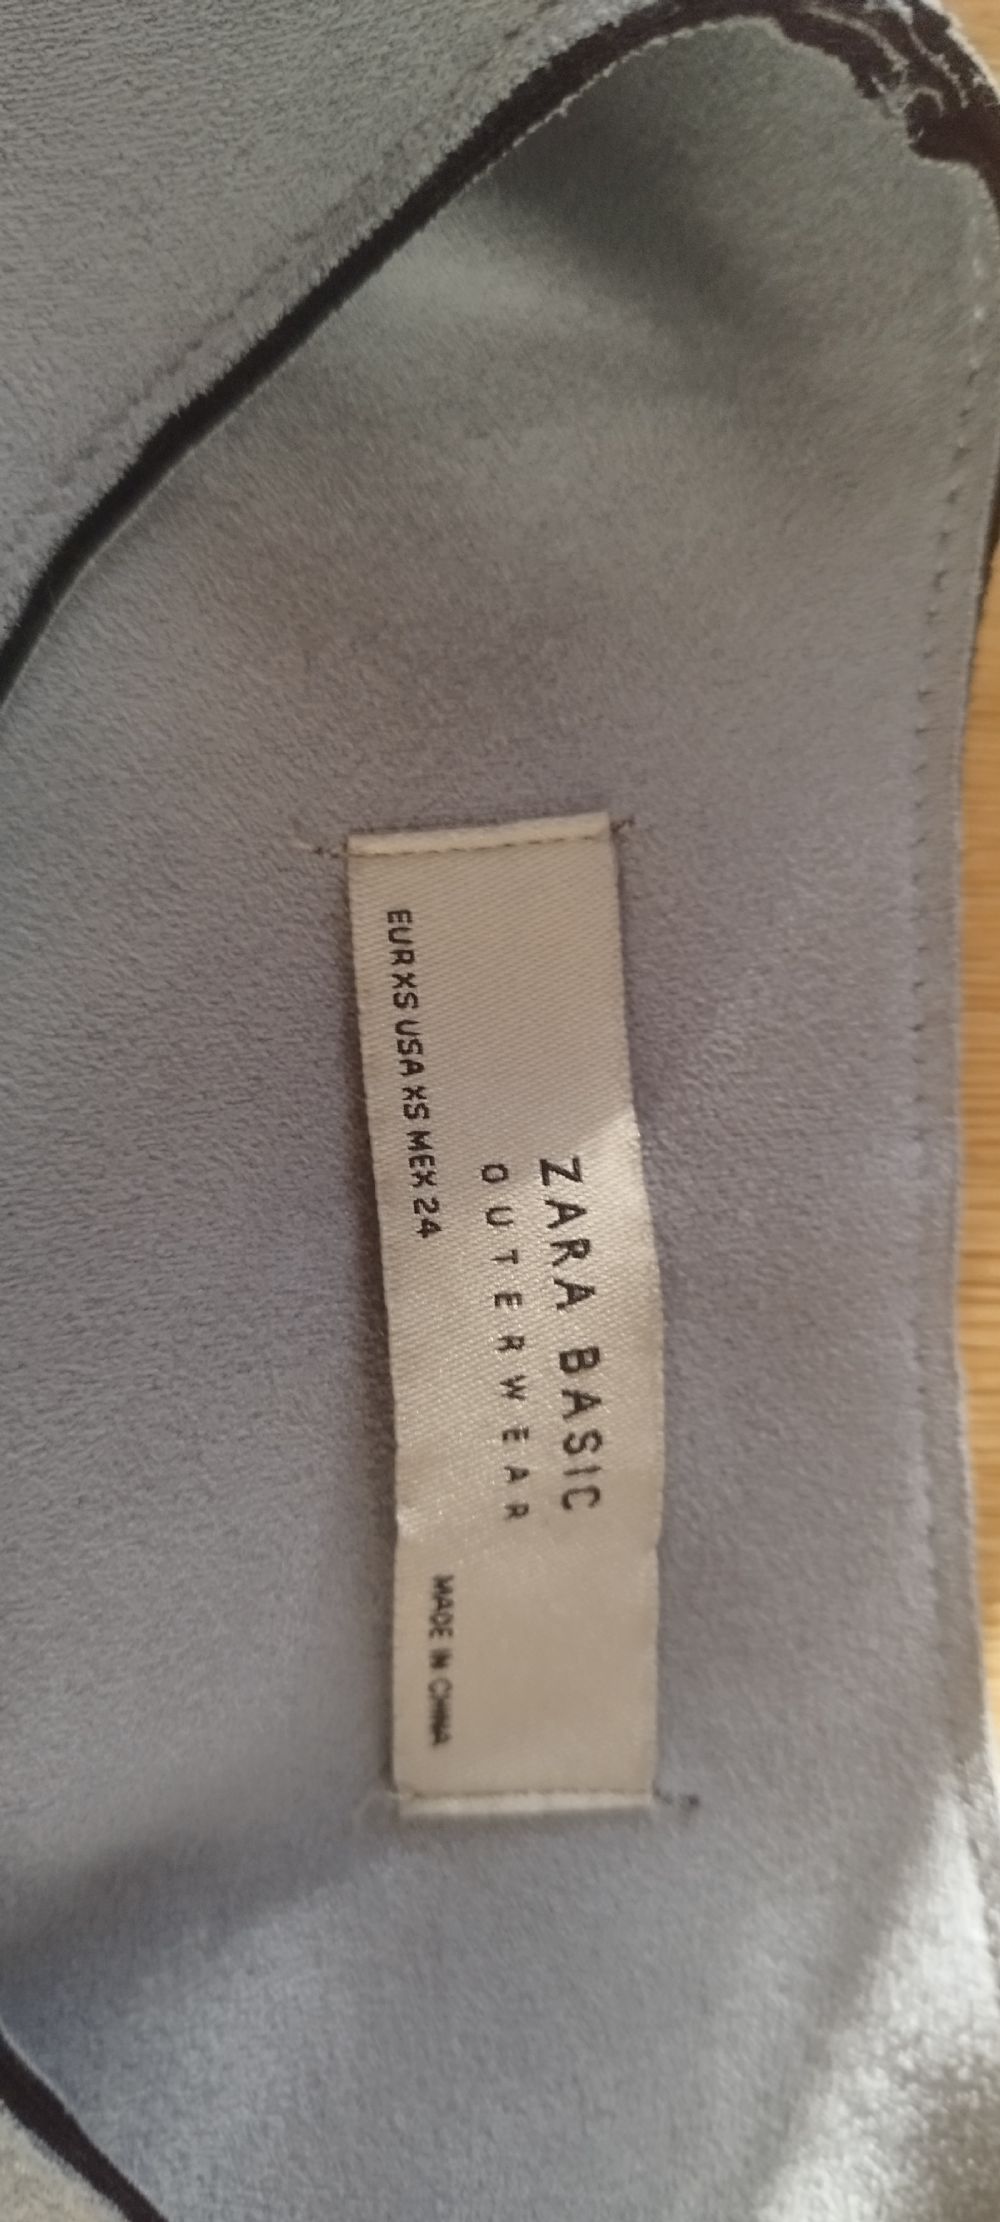 ZARA BASIC
OUTERWEAR
EUR XS USA XS MEX 24
MADE IN CHINA